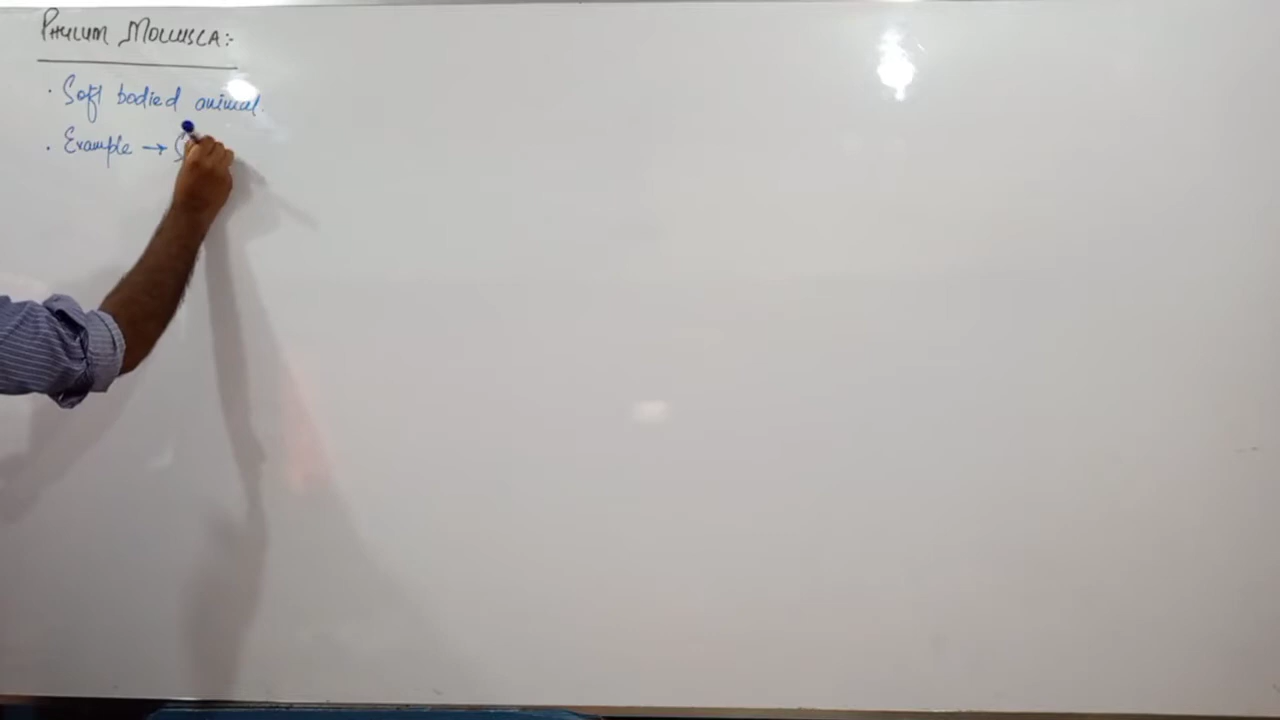 PHYLUM MOLLUSCA:-
· Soft bodied animal.
· Example → S